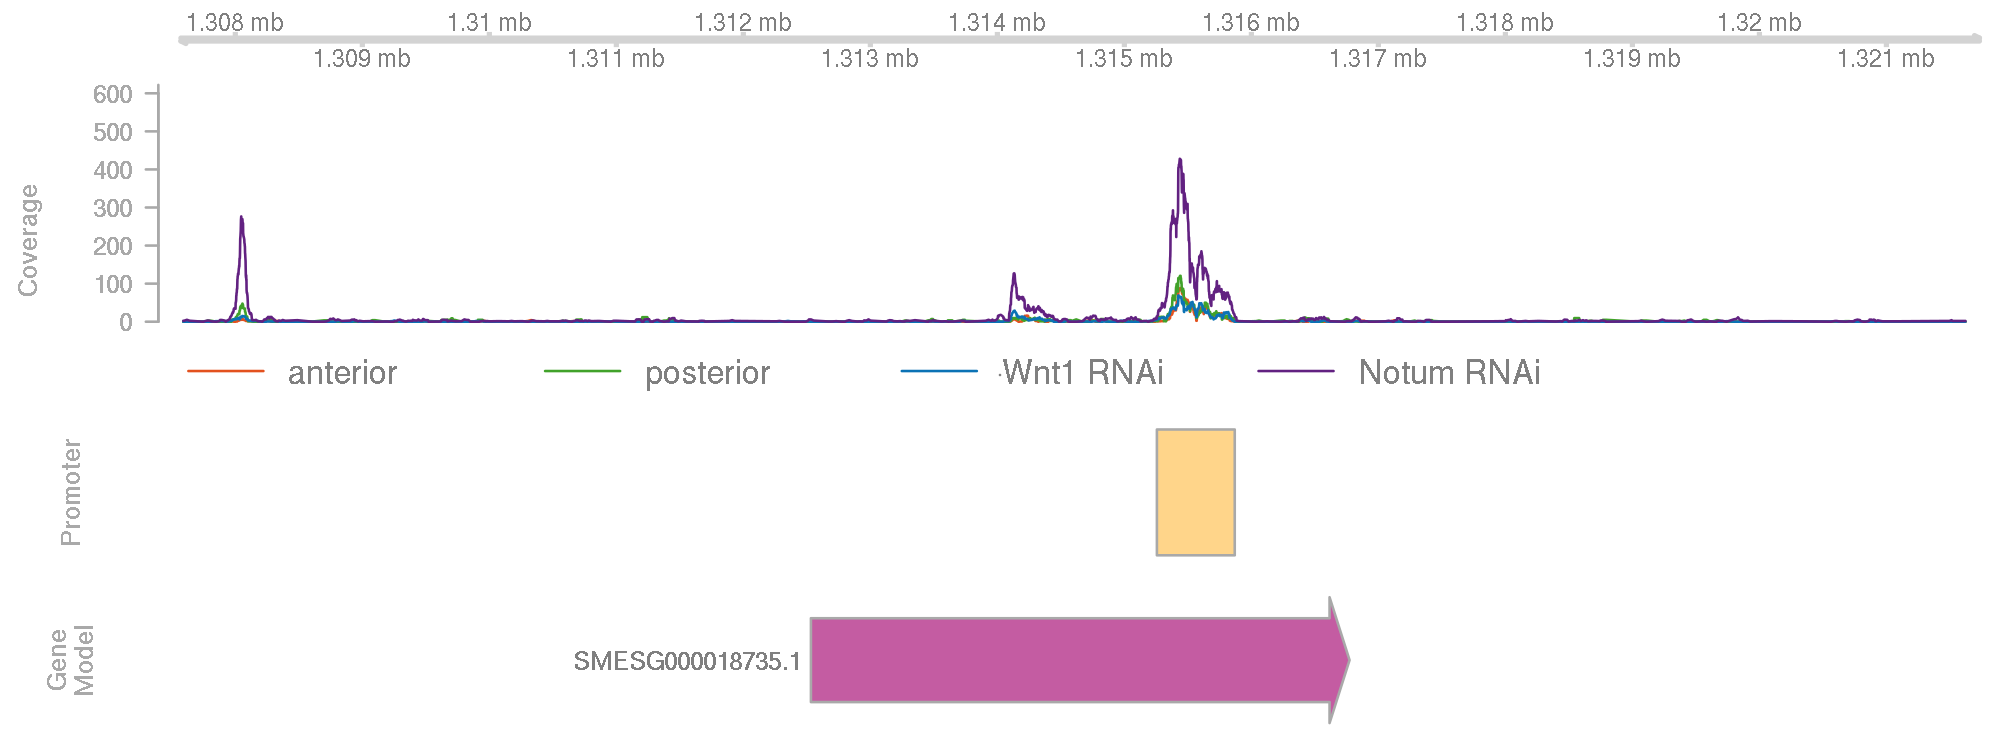 1.308 mb 1.31 mb 1.312 mb 1.314 mb 1.316 mb 1.318 mb 1.32 mb
1.309 mb 1.311 mb 1.313 mb 1.315 mb 1.317 mb 1.319 mb 1.321 mb
Coverage
600
500
400
300
200
100
0
anterior posterior Wnt1 RNAi Notum RNAi
Promoter
Gene
Model
SMESG000018735.1